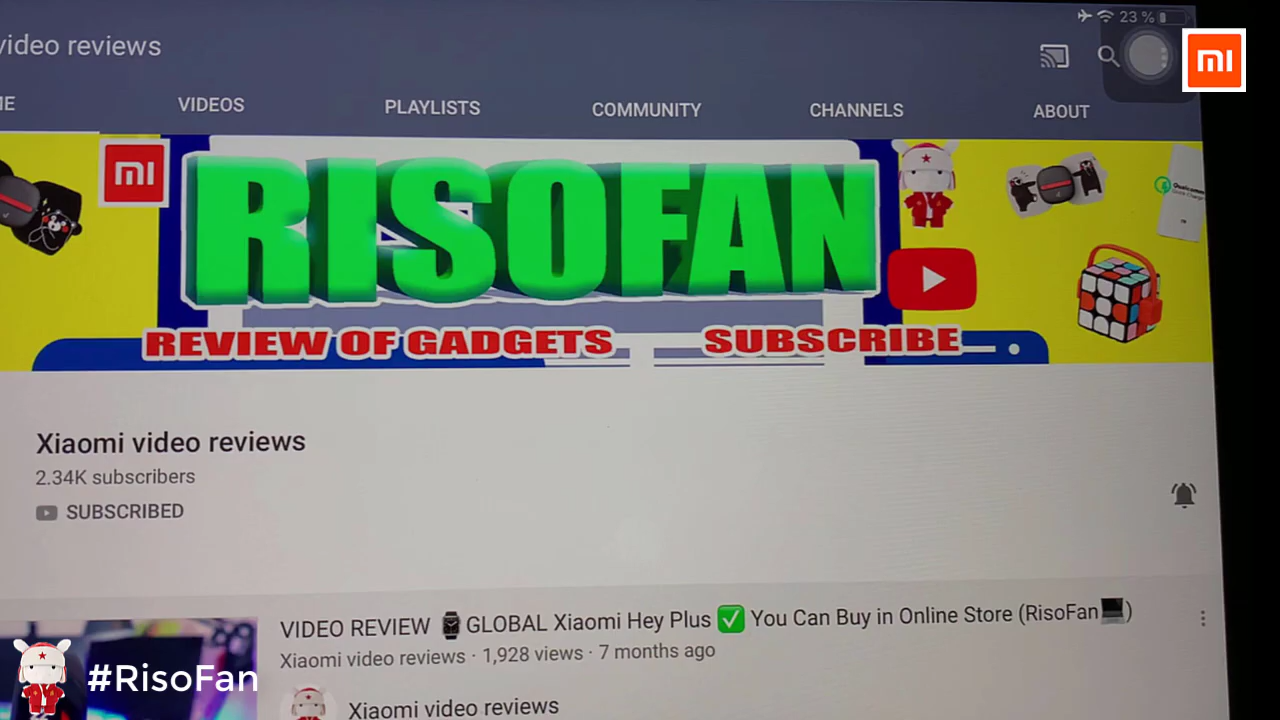 23 %
video reviews
VIDEOS
PLAYLISTS
COMMUNITY
CHANNELS
ABOUT
mi
mi
RISOFAN
REVIEW OF GADGETS
SUBSCRIBE
Xiaomi video reviews
2.34K subscribers
SUBSCRIBED
VIDEO REVIEW ⌚GLOBAL Xiaomi Hey Plus ✅ You Can Buy in Online Store (RisoFan💻)
Xiaomi video reviews · 1,928 views · 7 months ago
Xiaomi video reviews
#RisoFan